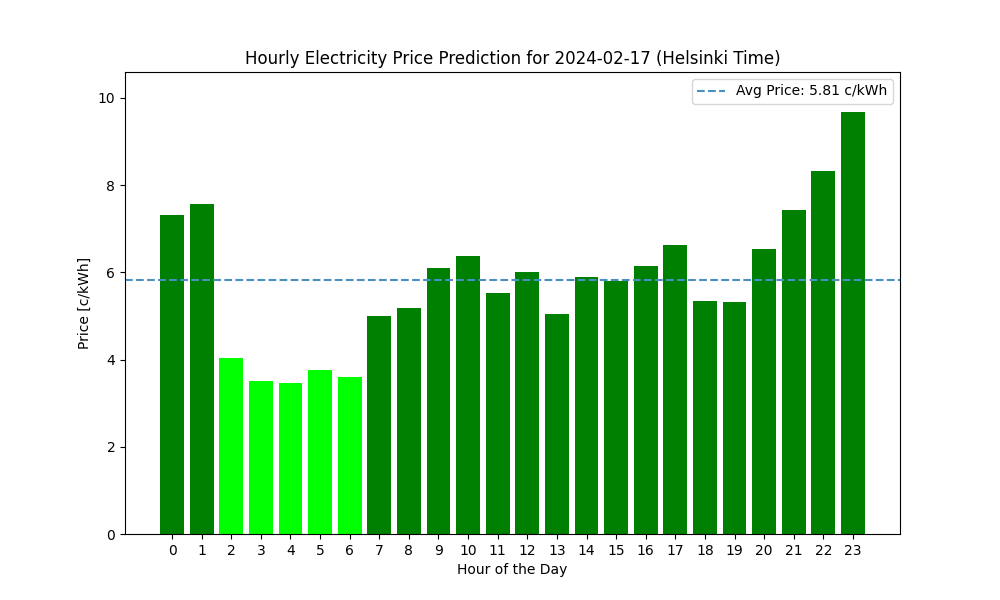 Hourly Electricity Price Prediction for 2024-02-17 (Helsinki Time)
Avg Price: 5.81 c/kWh
10
8
6
4
2
0
Price [c/kWh]
0 1 2 3 4 5 6 7 8 9 10 11 12 13 14 15 16 17 18 19 20 21 22 23
Hour of the Day